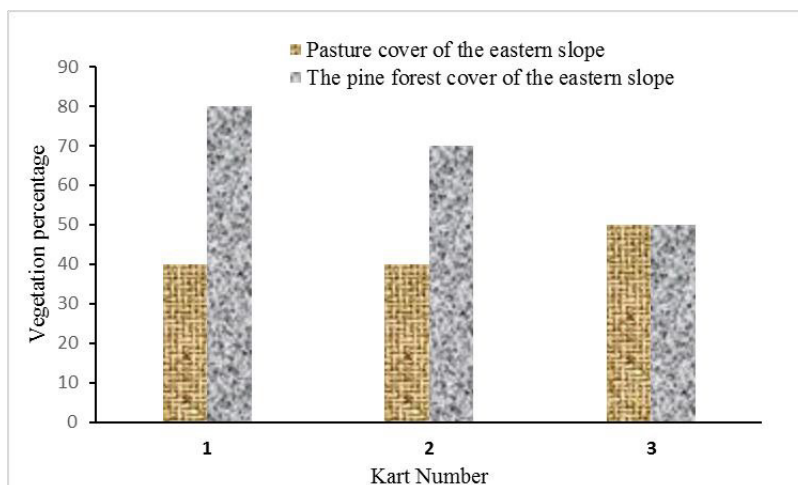 Pasture cover of the eastern slope
The pine forest cover of the eastern slope
Vegetation percentage
90
80
70
60
50
40
30
20
10
0
1 2 3
Kart Number